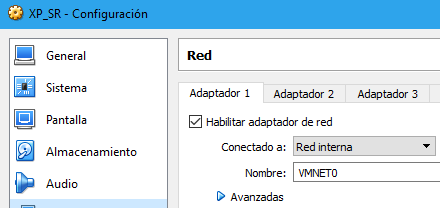 XP_SR - Configuración
General
Sistema
Pantalla
Almacenamiento
Audio
Red
Adaptador 1 Adaptador 2 Adaptador 3
Habilitar adaptador de red
Conectado a: Red interna
Nombre: VMNET0
Avanzadas